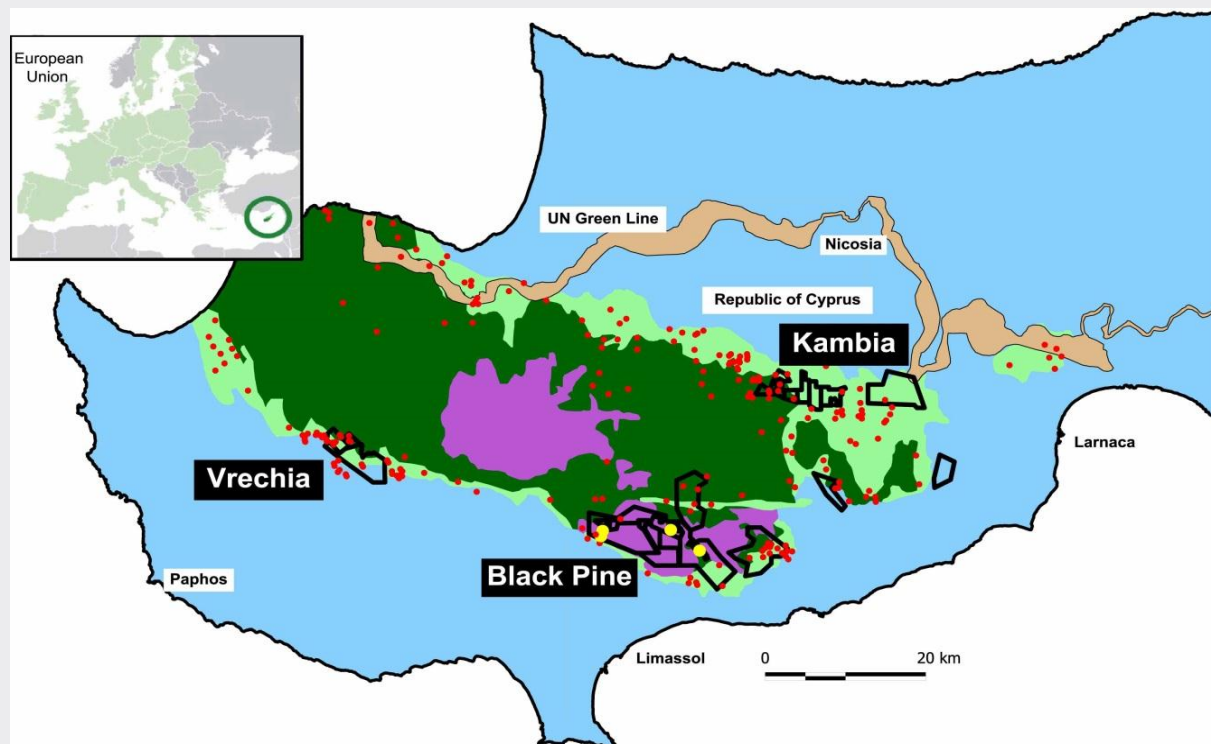 European
Union
UN Green Line
Nicosia
Republic of Cyprus
Kambia
Larnaca
Vrechia
Black Pine
Paphos
Limassol
0 20 km